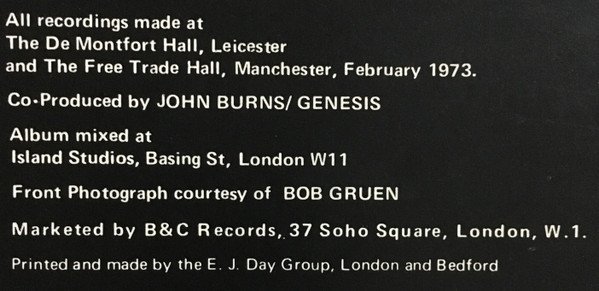 All recordings made at
The De Montfort Hall, Leicester
and The Free Trade Hall, Manchester, February 1973.
Co-Produced by JOHN BURNS/ GENESIS
Album mixed at
Island Studios, Basing St, London W11
Front Photograph courtesy of BOB GRUEN
Marketed by B&C Records, 37 Soho Square, London, W.1.
Printed and made by the E. J. Day Group, London and Bedford